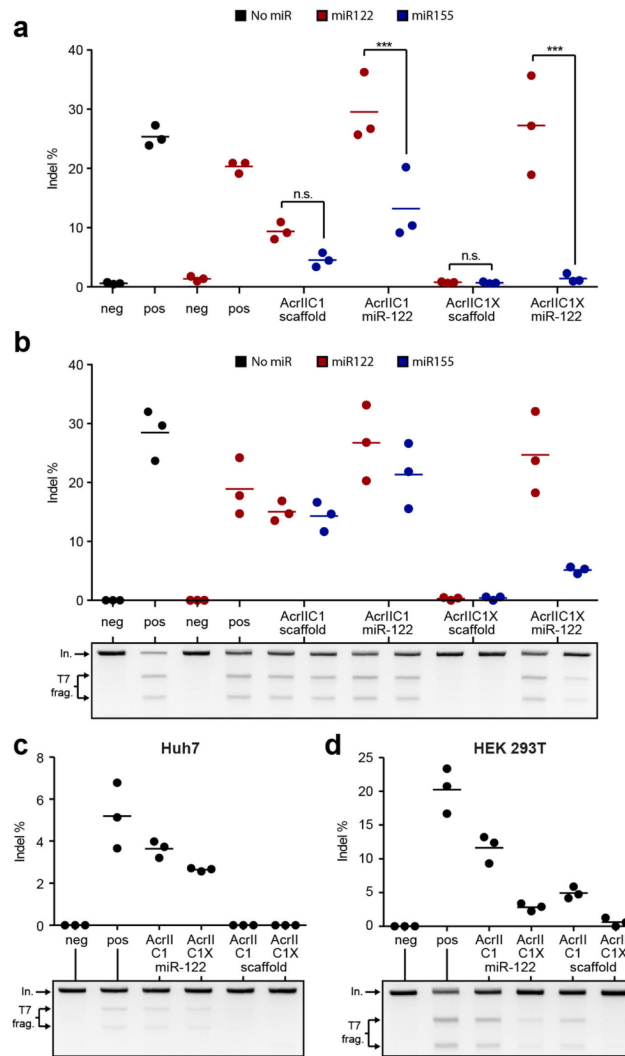 a
No miR miR122 miR155
Indel %
40
30
20
10
0
n.s.
***
n.s.
***
neg pos neg pos AcrIIC1 scaffold AcrIIC1 miR-122 AcrIIC1X scaffold AcrIIC1X miR-122
b
No miR miR122 miR155
Indel %
40
30
20
10
0
neg pos neg pos AcrIIC1 scaffold AcrIIC1 miR-122 AcrIIC1X scaffold AcrIIC1X miR-122
In.
T7
frag.
c
Huh7
Indel %
8
6
4
2
0
neg pos AcrII C1 AcrII C1X AcrII C1 AcrII C1X
miR-122 scaffold
In.
T7
frag.
d
HEK 293T
Indel %
25
20
15
10
5
0
neg pos AcrII C1 AcrII C1X AcrII C1 AcrII C1X
miR-122 scaffold
In.
T7
frag.